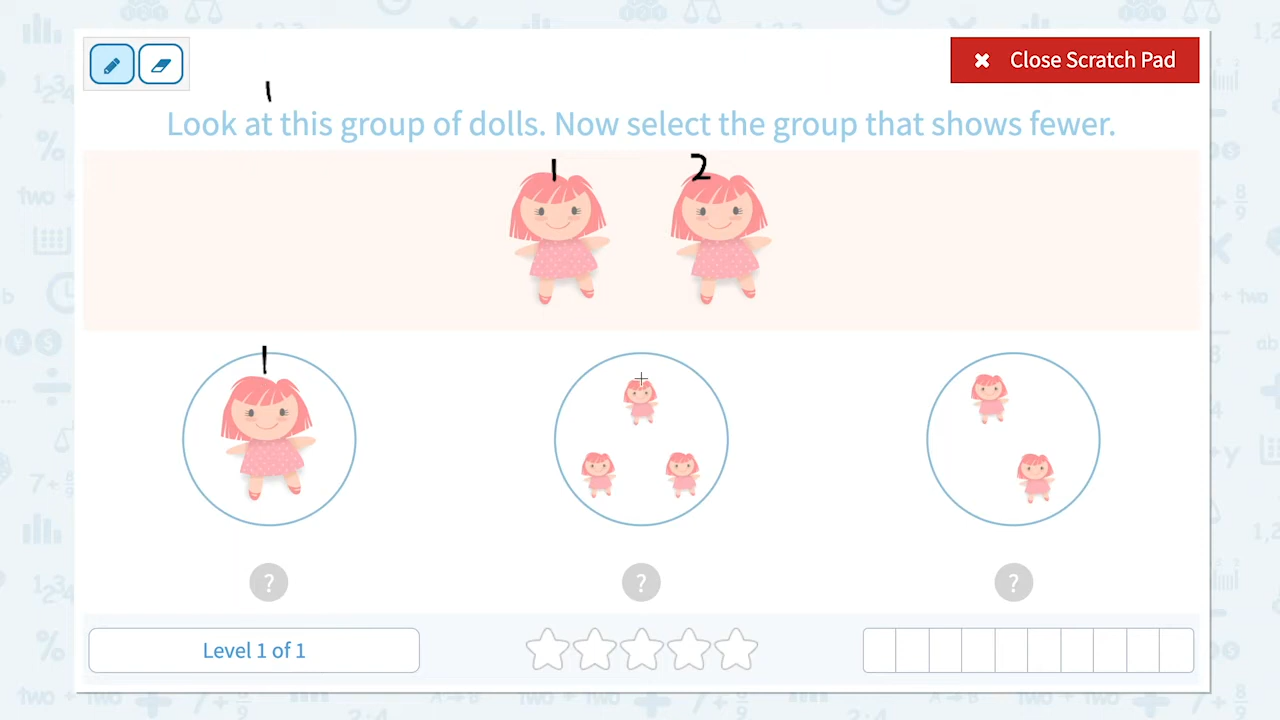 Close Scratch Pad
1
Look at this group of dolls. Now select the group that shows fewer.
1 2
1
? ? ?
Level 1 of 1